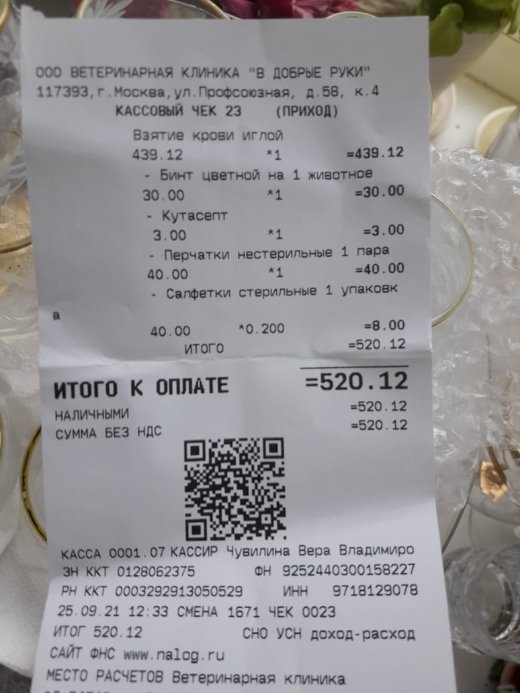 ООО ВЕТЕРИНАРНАЯ КЛИНИКА "В ДОБРЫЕ РУКИ"
117393,г.Москва,ул.Профсоюзная, д.58, к.4
КАССОВЫЙ ЧЕК 23 (ПРИХОД)
Взятие крови иглой
439.12 *1 =439.12
- Бинт цветной на 1 животное
30.00 *1 =30.00
- Кутасепт
3.00 *1 =3.00
- Перчатки нестерильные 1 пара
40.00 *1 =40.00
- Салфетки стерильные 1 упаковк
а
40.00 *0.200 =8.00
ИТОГО =520.12
ИТОГО К ОПЛАТЕ =520.12
НАЛИЧНЫМИ =520.12
СУММА БЕЗ НДС =520.12
КАССА 0001.07 КАССИР Чувилина Вера Владимиро
ЗН ККТ 0128062375 ФН 9252440300158227
РН ККТ 0003292913050529 ИНН 9718129078
25.09.21 12:33 СМЕНА 1671 ЧЕК 0023
ИТОГ 520.12 СНО УСН доход-расход
САЙТ ФНС www.nalog.ru
МЕСТО РАСЧЕТОВ Ветеринарная клиника